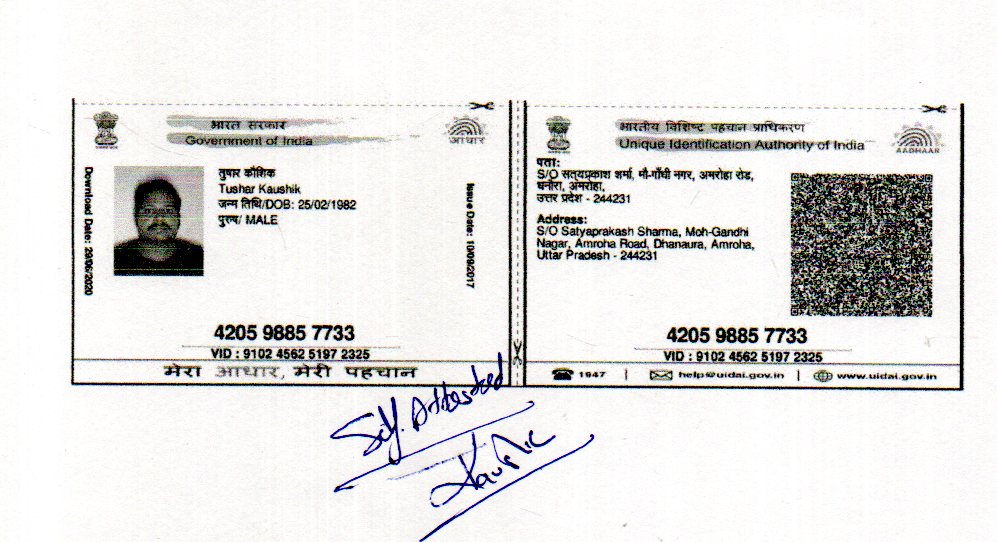 भारत सरकार
Government of India
आधार
Download Date: 29/06/2020
तुषार कौशिक
Tushar Kaushik
जन्म तिथि/DOB: 25/02/1982
पुरुष/ MALE
Issue Date: 10/09/2017
4205 9885 7733
VID : 9102 4562 5197 2325
मेरा आधार, मेरी पहचान
भारतीय विशिष्ट पहचान प्राधिकरण
Unique Identification Authority of India
AADHAAR
पता:
S/O सत्यप्रकाश शर्मा, मौ-गाँधी नगर, अमरोहा रोड,
धनौरा, अमरोहा,
उत्तर प्रदेश - 244231
Address:
S/O Satyaprakash Sharma, Moh-Gandhi
Nagar, Amroha Road, Dhanaura, Amroha,
Uttar Pradesh - 244231
4205 9885 7733
VID : 9102 4562 5197 2325
1947 | help@uidai.gov.in | www.uidai.gov.in
Self. Attested